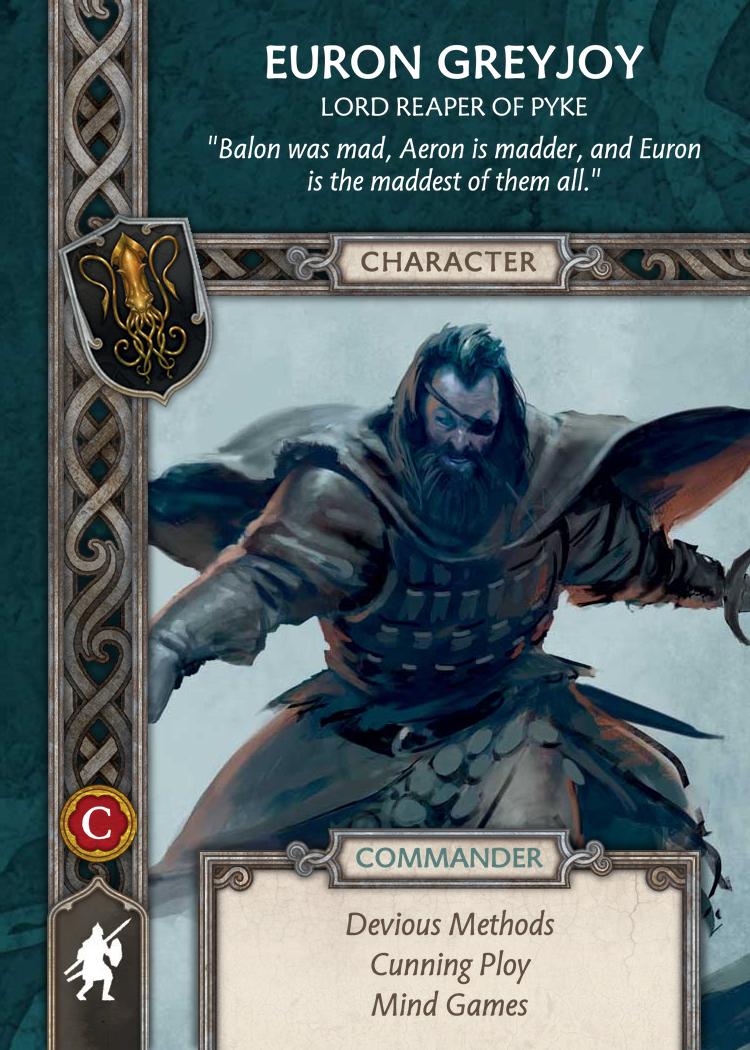 EURON GREYJOY
LORD REAPER OF PYKE
"Balon was mad, Aeron is madder, and Euron
is the maddest of them all."
CHARACTER
C
COMMANDER
Devious Methods
Cunning Ploy
Mind Games